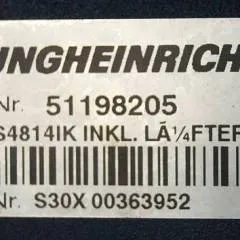 UNGHEINRICH
Nr. 51198205
S4814IK INKL. LÃ¼FTER
Nr. S30X 00363952